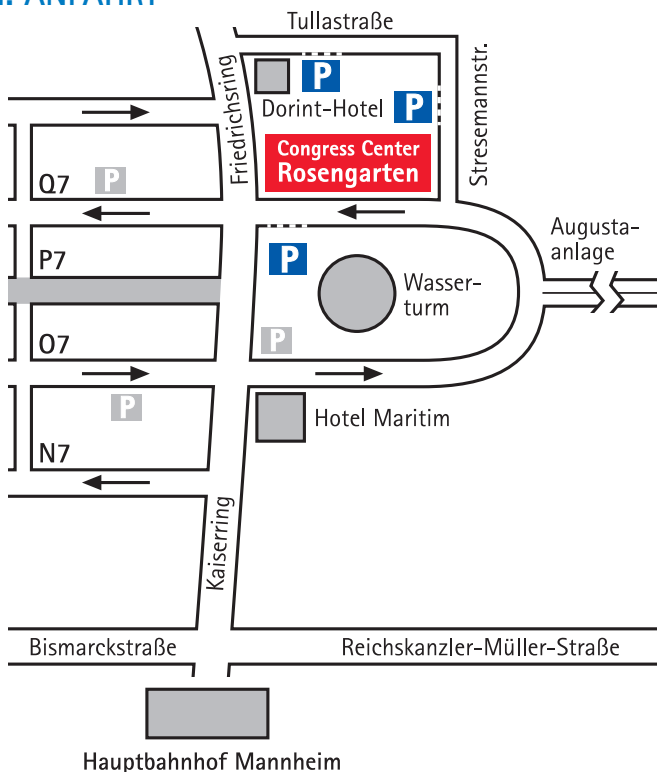 ANFAHRT
Tullastraße
P
Dorint-Hotel
P
Friedrichsring
Stresemannstr.
Congress Center
Rosengarten
P
Q7
Augusta-
anlage
P7
P
Wasser-
turm
O7
P
P
Hotel Maritim
N7
Kaiserring
Bismarckstraße
Reichskanzler-Müller-Straße
Hauptbahnhof Mannheim